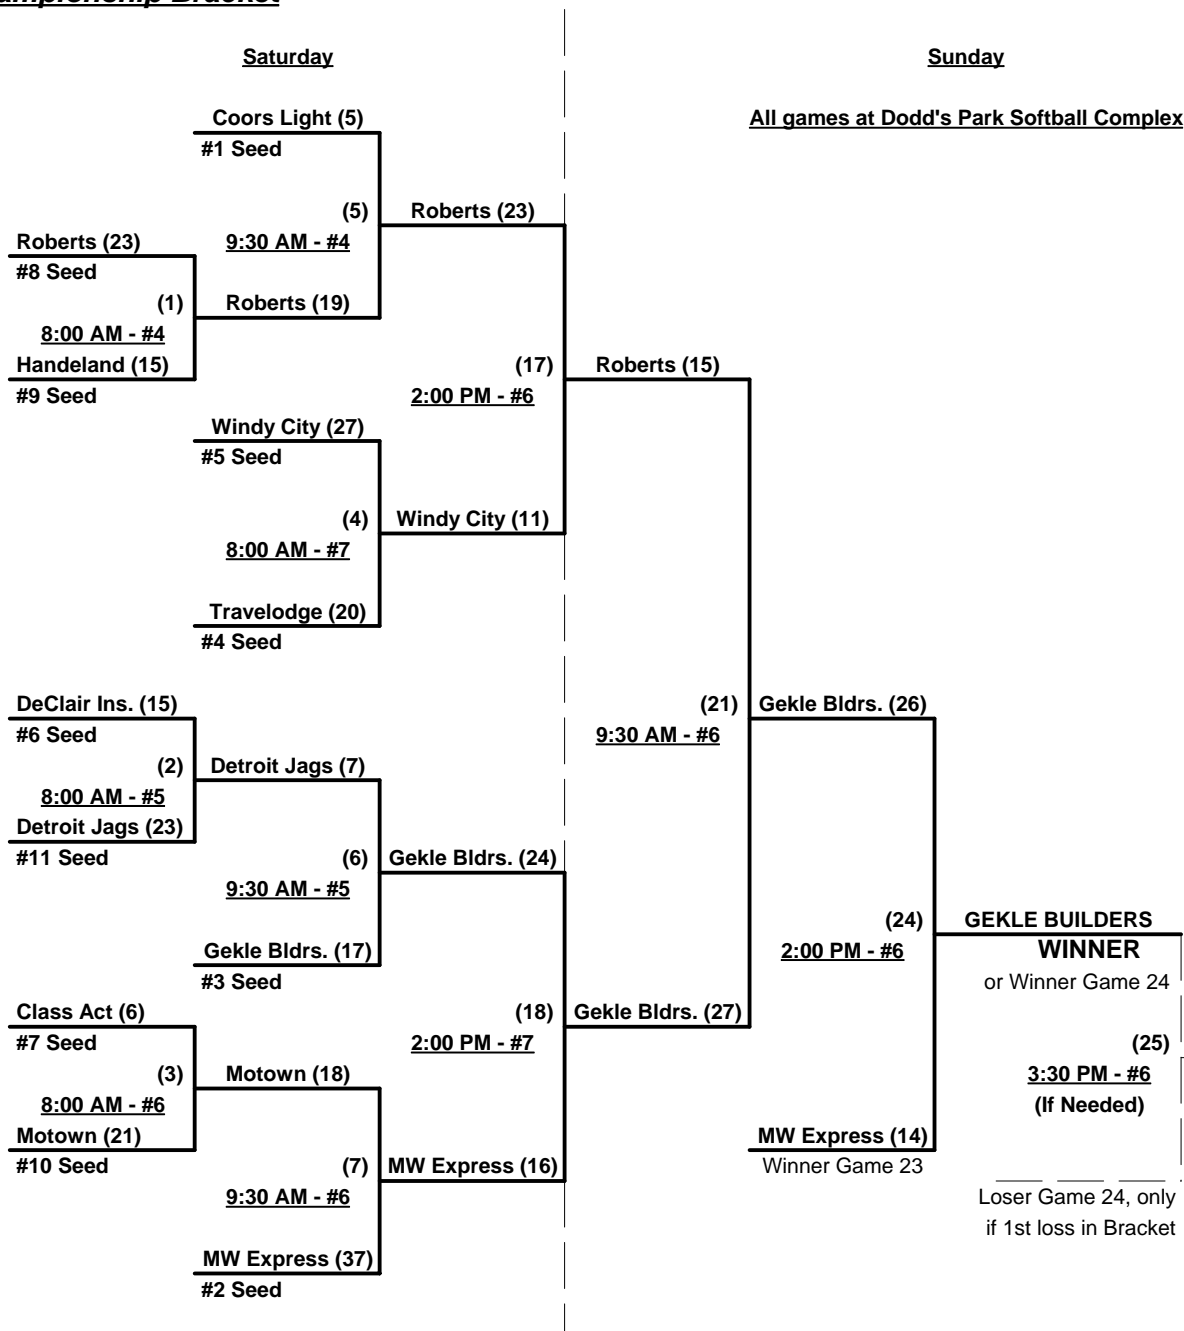 Championship Bracket
Saturday
Sunday
Coors Light (5)
All games at Dodd's Park Softball Complex
#1 Seed
(5)
Roberts (23)
Roberts (23)
9:30 AM - #4
#8 Seed
(1)
Roberts (19)
8:00 AM - #4
Handeland (15)
(17)
Roberts (15)
#9 Seed
2:00 PM - #6
Windy City (27)
#5 Seed
(4)
Windy City (11)
8:00 AM - #7
Travelodge (20)
#4 Seed
DeClair Ins. (15)
(21)
Gekle Bldrs. (26)
#6 Seed
9:30 AM - #6
(2)
Detroit Jags (7)
8:00 AM - #5
Detroit Jags (23)
#11 Seed
(6)
Gekle Bldrs. (24)
9:30 AM - #5
(24)
GEKLE BUILDERS
Gekle Bldrs. (17)
2:00 PM - #6
WINNER
#3 Seed
or Winner Game 24
Class Act (6)
(18)
Gekle Bldrs. (27)
#7 Seed
2:00 PM - #7
(25)
(3)
Motown (18)
3:30 PM - #6
8:00 AM - #6
(If Needed)
Motown (21)
MW Express (14)
#10 Seed
(7)
MW Express (16)
Winner Game 23
9:30 AM - #6
Loser Game 24, only
if 1st loss in Bracket
MW Express (37)
#2 Seed